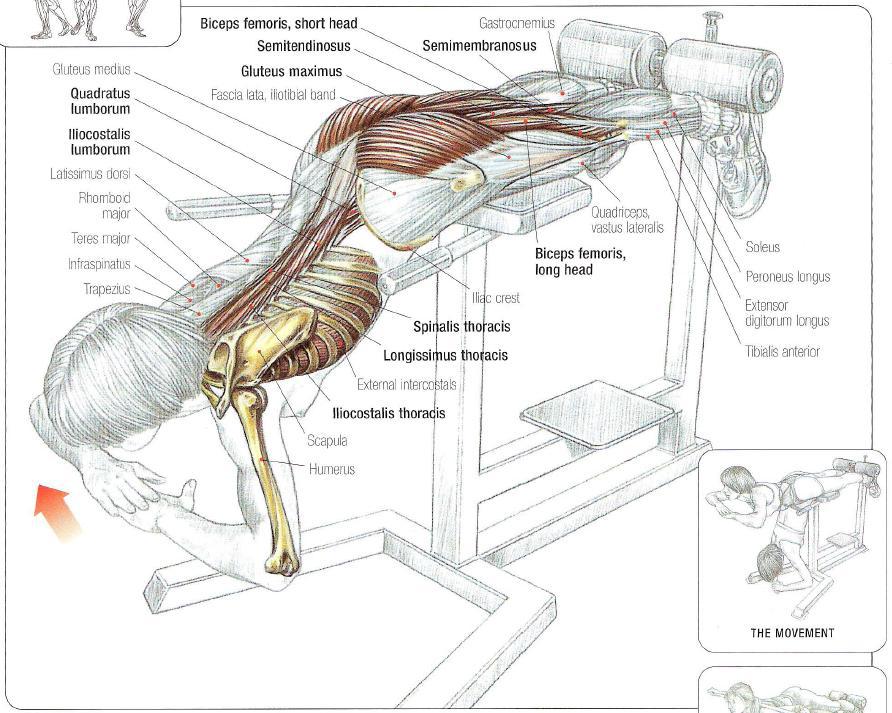 Biceps femoris, short head
Semitendinosus
Gluteus maximus
Fascia lata, iliotibial band
Gastrocnemius
Semimembranosus
Gluteus medius
Quadratus
lumborum
Iliocostalis
lumborum
Latissimus dorsi
Rhomboid
major
Teres major
Infraspinatus
Trapezius
Quadriceps,
vastus lateralis
Biceps femoris,
long head
Soleus
Peroneus longus
Extensor
digitorum longus
Tibialis anterior
Iliac crest
Spinalis thoracis
Longissimus thoracis
External intercostals
Iliocostalis thoracis
Scapula
Humerus
THE MOVEMENT